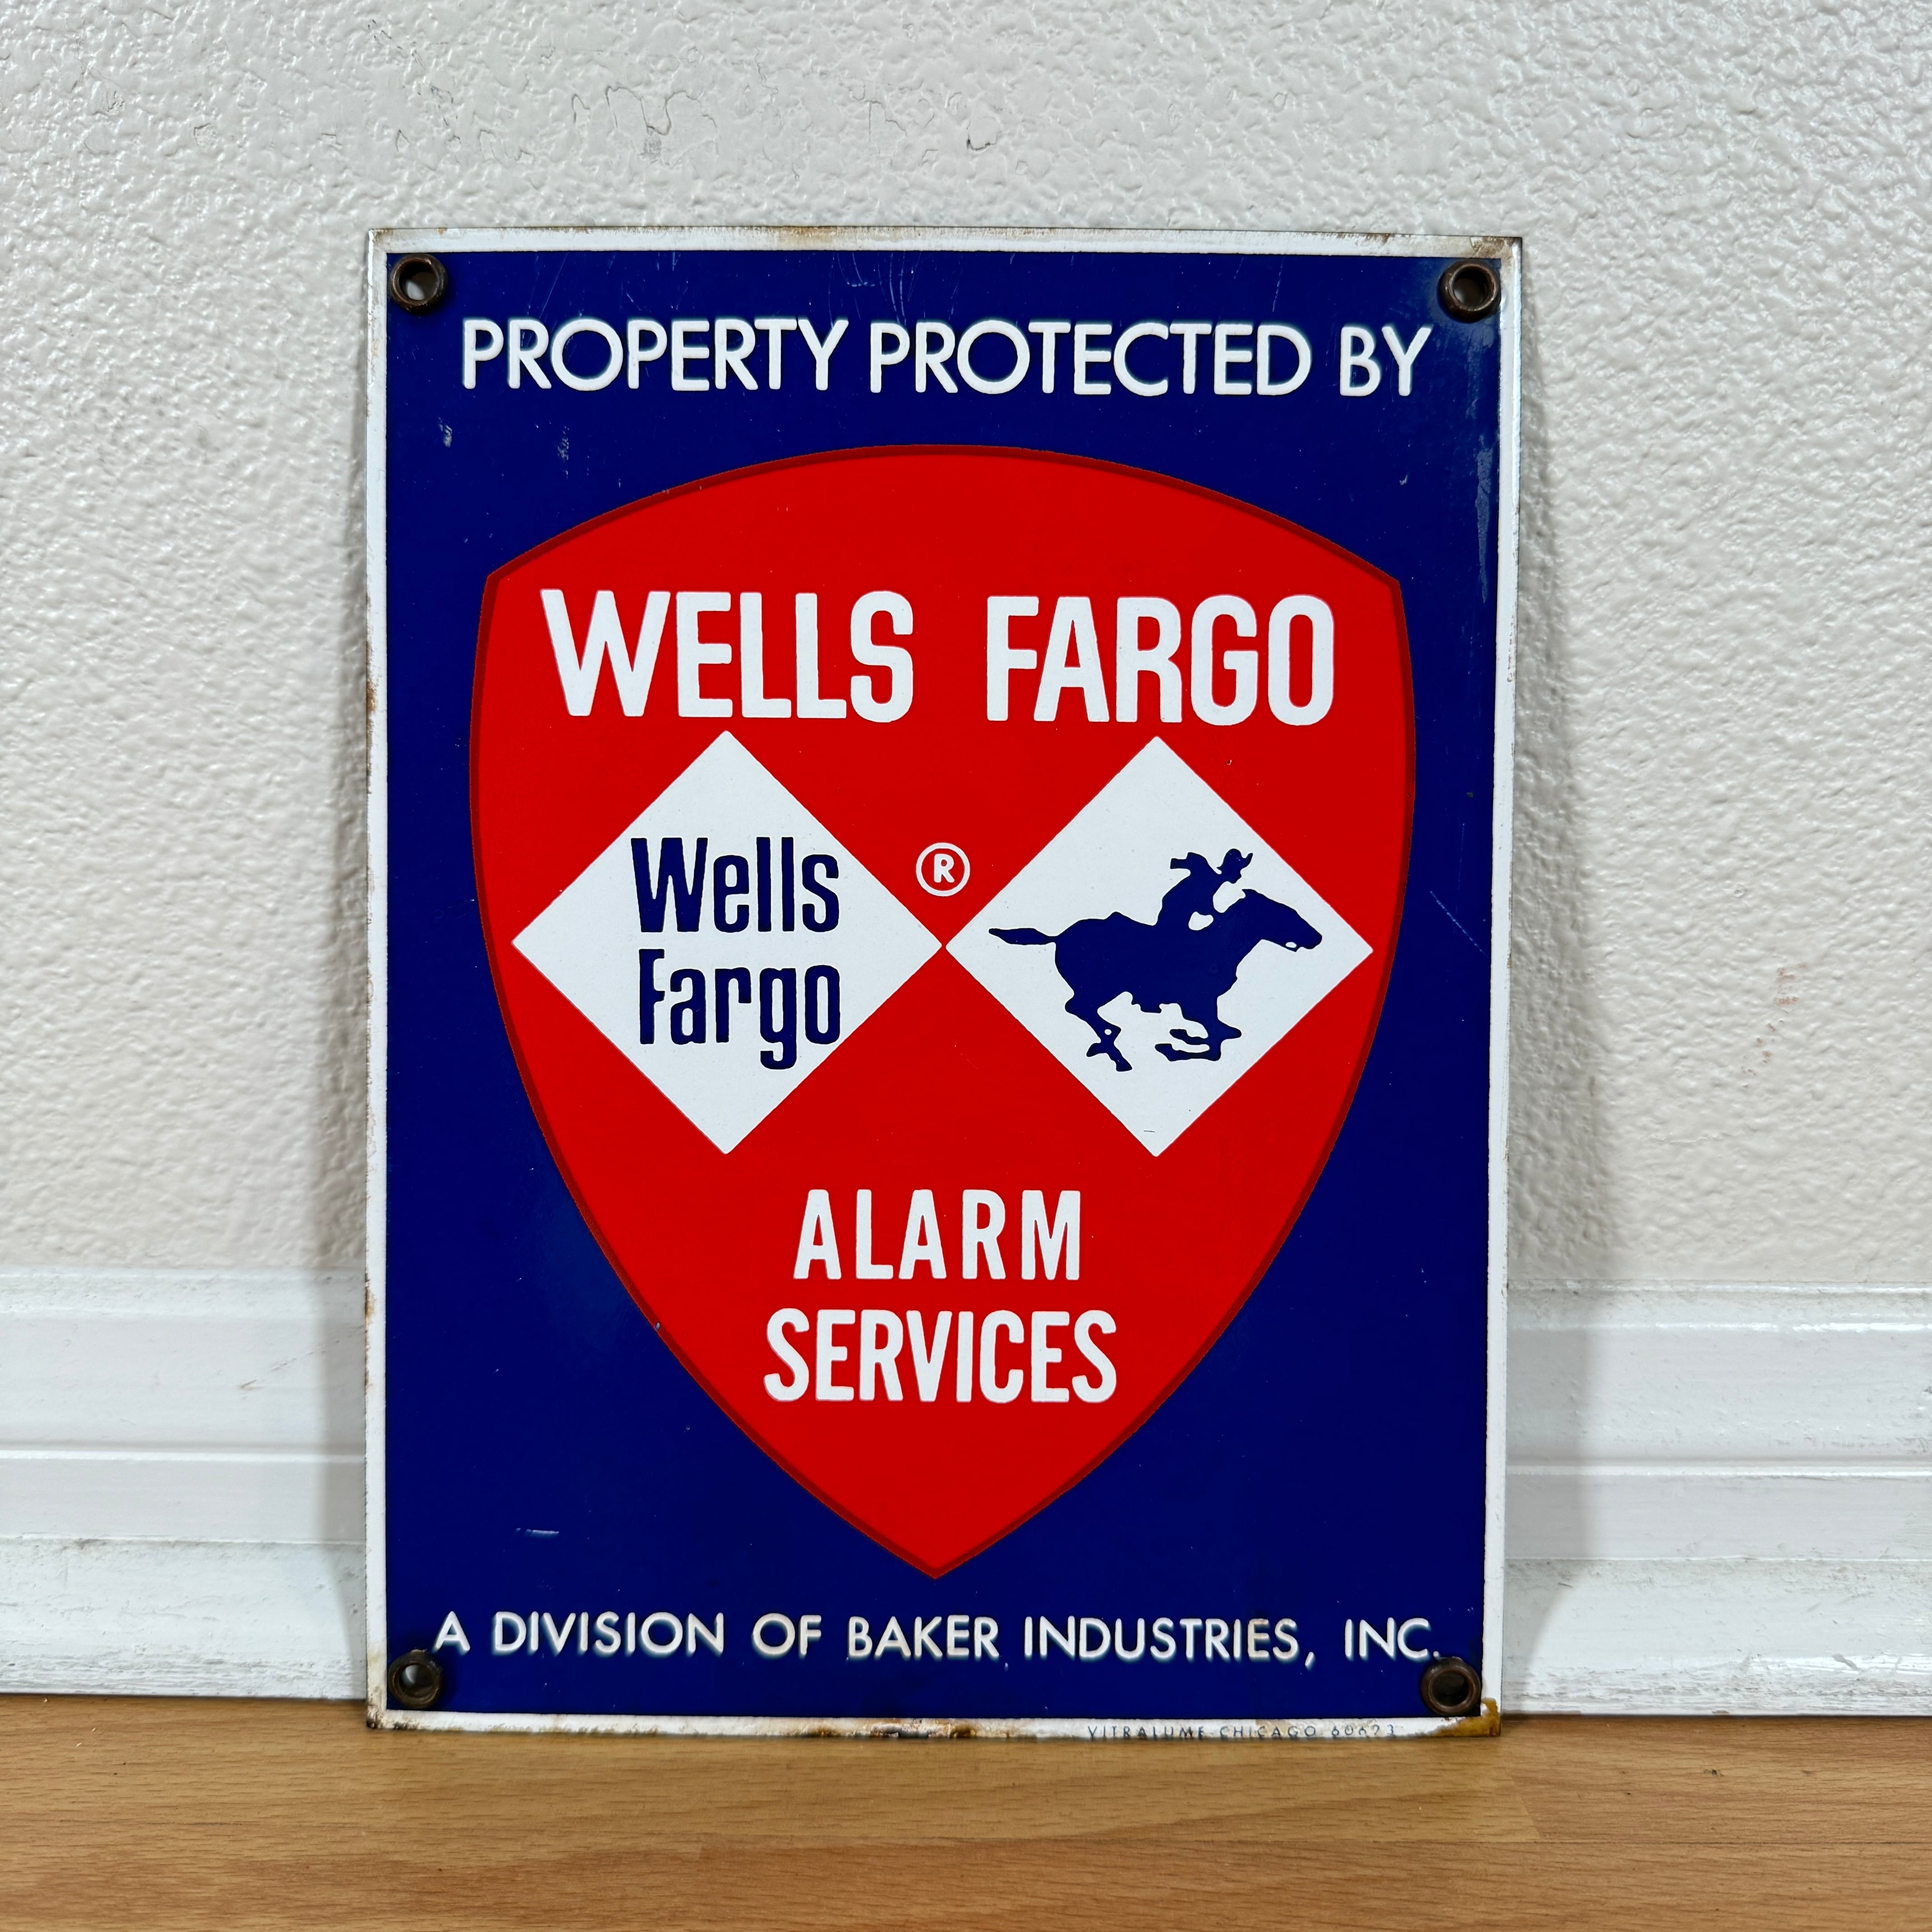 PROPERTY PROTECTED BY
WELLS FARGO
Wells
Fargo
®
ALARM
SERVICES
A DIVISION OF BAKER INDUSTRIES, INC.
VITRALUME CHICAGO 60623